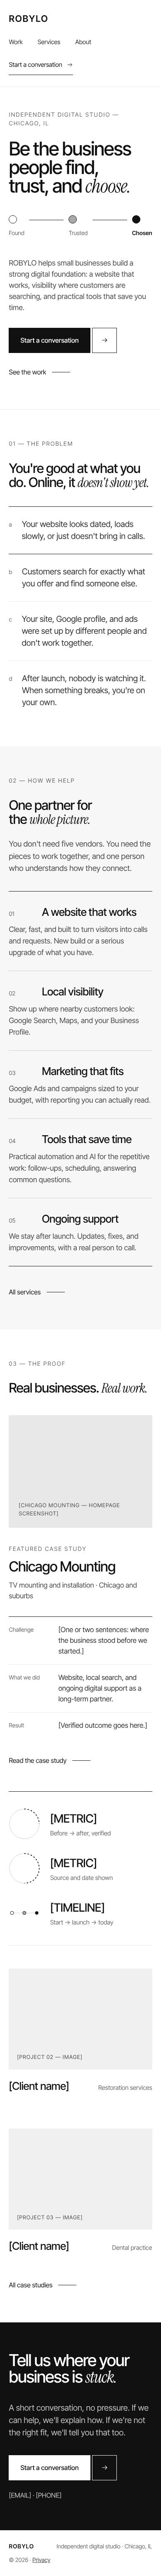 ROBYLO
Work Services About
Start a conversation →
INDEPENDENT DIGITAL STUDIO —
CHICAGO, IL
Be the business
people find,
trust, and choose.
Found Trusted Chosen
ROBYLO helps small businesses build a
strong digital foundation: a website that
works, visibility where customers are
searching, and practical tools that save you
time.
Start a conversation →
See the work
01 — THE PROBLEM
You're good at what you
do. Online, it doesn't show yet.
a Your website looks dated, loads
slowly, or just doesn't bring in calls.
b Customers search for exactly what
you offer and find someone else.
c Your site, Google profile, and ads
were set up by different people and
don't work together.
d After launch, nobody is watching it.
When something breaks, you're on
your own.
02 — HOW WE HELP
One partner for
the whole picture.
You don't need five vendors. You need the
pieces to work together, and one person
who understands how they connect.
01 A website that works
Clear, fast, and built to turn visitors into calls
and requests. New build or a serious
upgrade of what you have.
02 Local visibility
Show up where nearby customers look:
Google Search, Maps, and your Business
Profile.
03 Marketing that fits
Google Ads and campaigns sized to your
budget, with reporting you can actually read.
04 Tools that save time
Practical automation and AI for the repetitive
work: follow-ups, scheduling, answering
common questions.
05 Ongoing support
We stay after launch. Updates, fixes, and
improvements, with a real person to call.
All services
03 — THE PROOF
Real businesses. Real work.
[CHICAGO MOUNTING — HOMEPAGE
SCREENSHOT]
FEATURED CASE STUDY
Chicago Mounting
TV mounting and installation · Chicago and
suburbs
Challenge [One or two sentences: where
the business stood before we
started.]
What we did Website, local search, and
ongoing digital support as a
long-term partner.
Result [Verified outcome goes here.]
Read the case study
[METRIC]
Before → after, verified
[METRIC]
Source and date shown
[TIMELINE]
Start → launch → today
[PROJECT 02 — IMAGE]
[Client name] Restoration services
[PROJECT 03 — IMAGE]
[Client name] Dental practice
All case studies
Tell us where your
business is stuck.
A short conversation, no pressure. If we
can help, we'll explain how. If we're not
the right fit, we'll tell you that too.
Start a conversation →
[EMAIL] · [PHONE]
ROBYLO Independent digital studio · Chicago, IL
© 2026 · Privacy